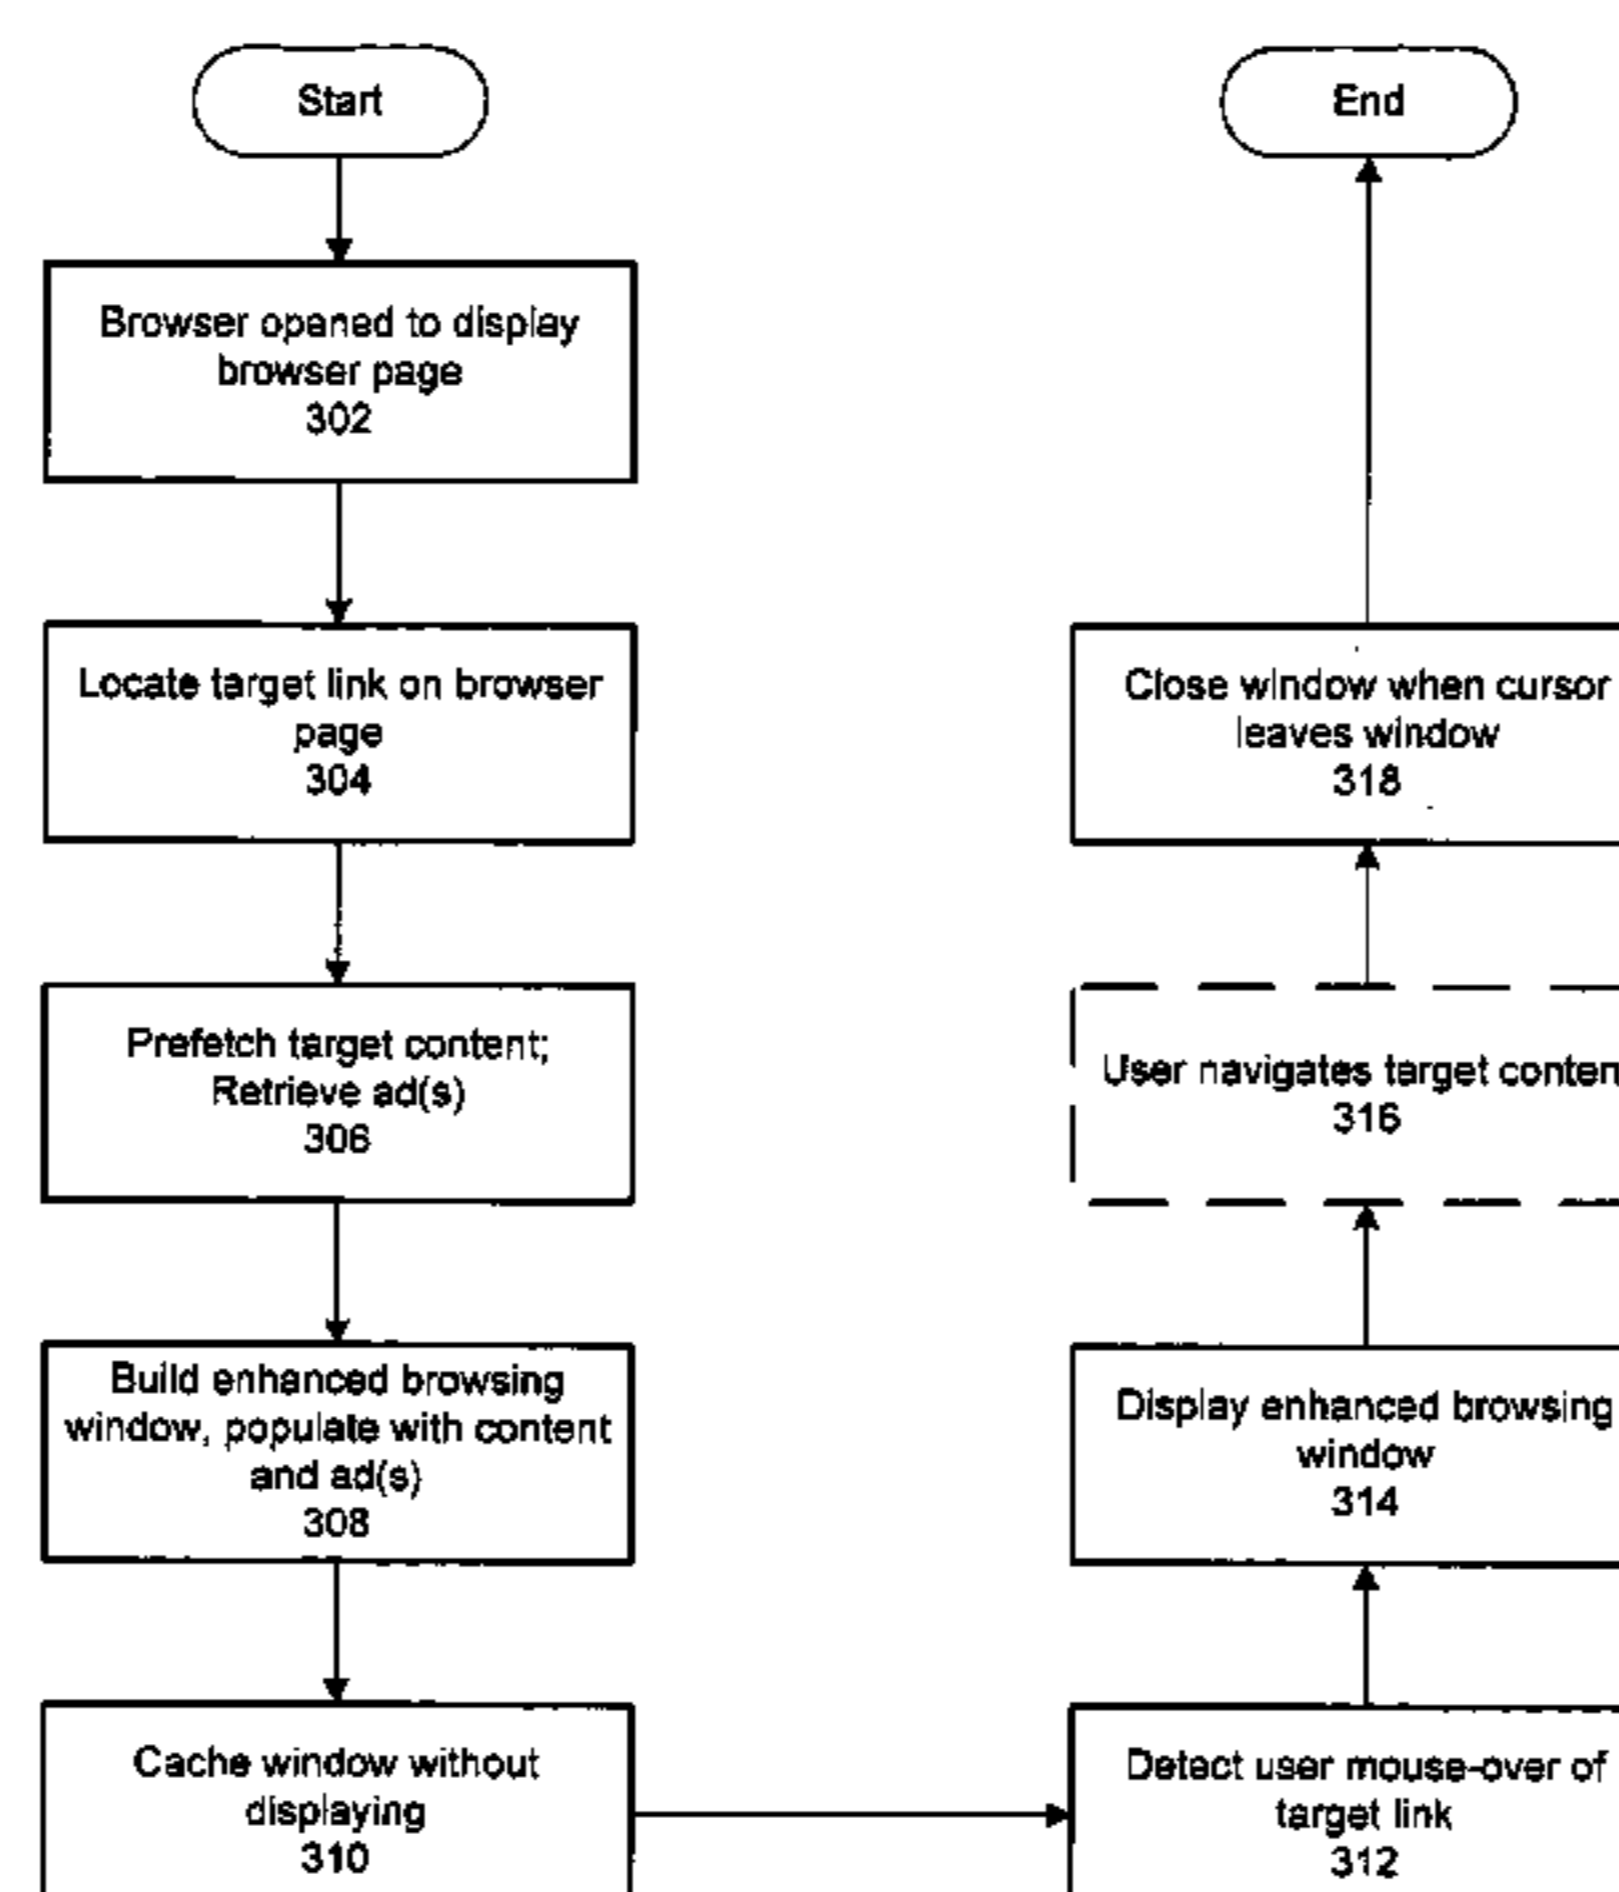 Start
Browser opened to display
browser page
302
Locate target link on browser
page
304
Prefetch target content;
Retrieve ad(s)
306
Build enhanced browsing
window, populate with content
and ad(s)
308
Cache window without
displaying
310
Detect user mouse-over of
target link
312
Display enhanced browsing
window
314
User navigates target conten
316
Close window when cursor
leaves window
318
End